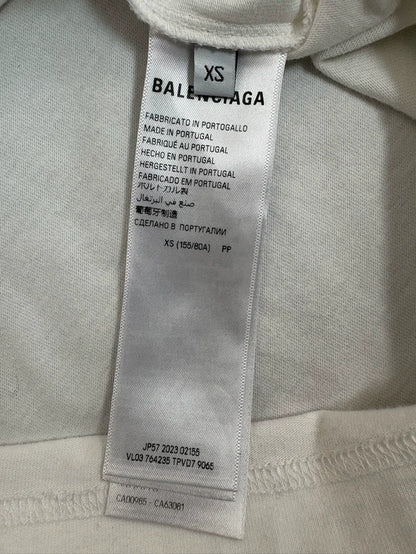 XS
BALENCIAGA
FABBRICATO IN PORTOGALLO
MADE IN PORTUGAL
FABRIQUÉ AU PORTUGAL
HECHO EN PORTUGAL
HERGESTELLT IN PORTUGAL
FABRICADO EM PORTUGAL
ポルトガル製
صنع في البرتغال
葡萄牙制造
СДЕЛАНО В ПОРТУГАЛИИ
XS (155/80A) PP
JP57 2023 02155
VL03 764235 TPVD7 9065
CA00965 - CA63081